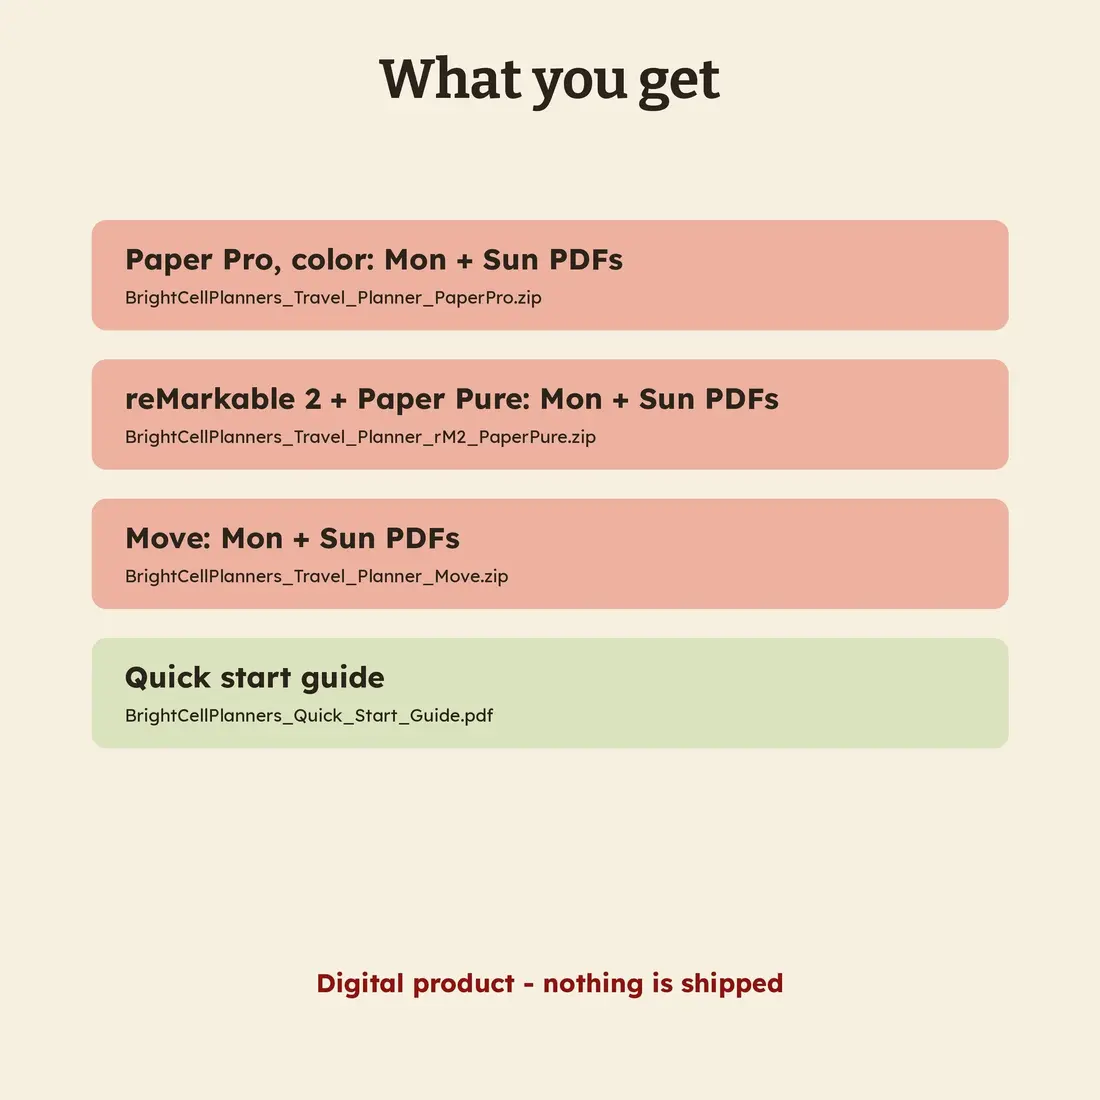 What you get
Paper Pro, color: Mon + Sun PDFs
BrightCellPlanners_Travel_Planner_PaperPro.zip
reMarkable 2 + Paper Pure: Mon + Sun PDFs
BrightCellPlanners_Travel_Planner_rM2_PaperPure.zip
Move: Mon + Sun PDFs
BrightCellPlanners_Travel_Planner_Move.zip
Quick start guide
BrightCellPlanners_Quick_Start_Guide.pdf
Digital product - nothing is shipped